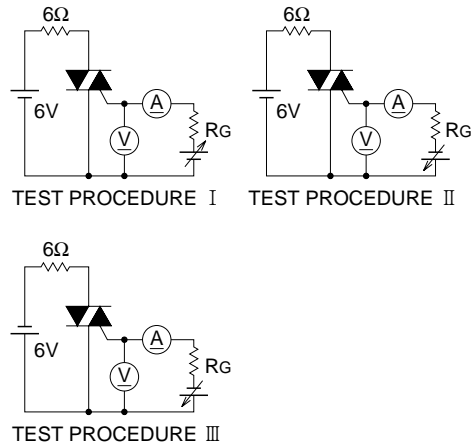 6Ω
6V
A
V
RG
TEST PROCEDURE Ⅰ
6Ω
6V
A
V
RG
TEST PROCEDURE Ⅱ
6Ω
6V
A
V
RG
TEST PROCEDURE Ⅲ